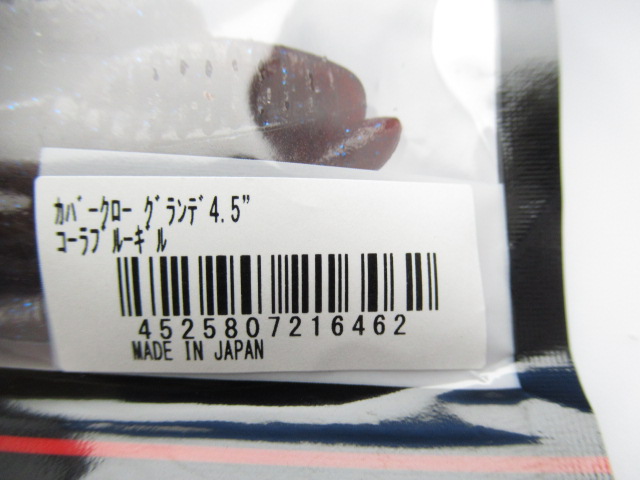 ｶﾊﾞｰｸﾛｰ ｸﾞﾗﾝﾃﾞ4.5"
ｺｰﾗﾌﾞﾙｰｷﾞﾙ
4525807216462
MADE IN JAPAN